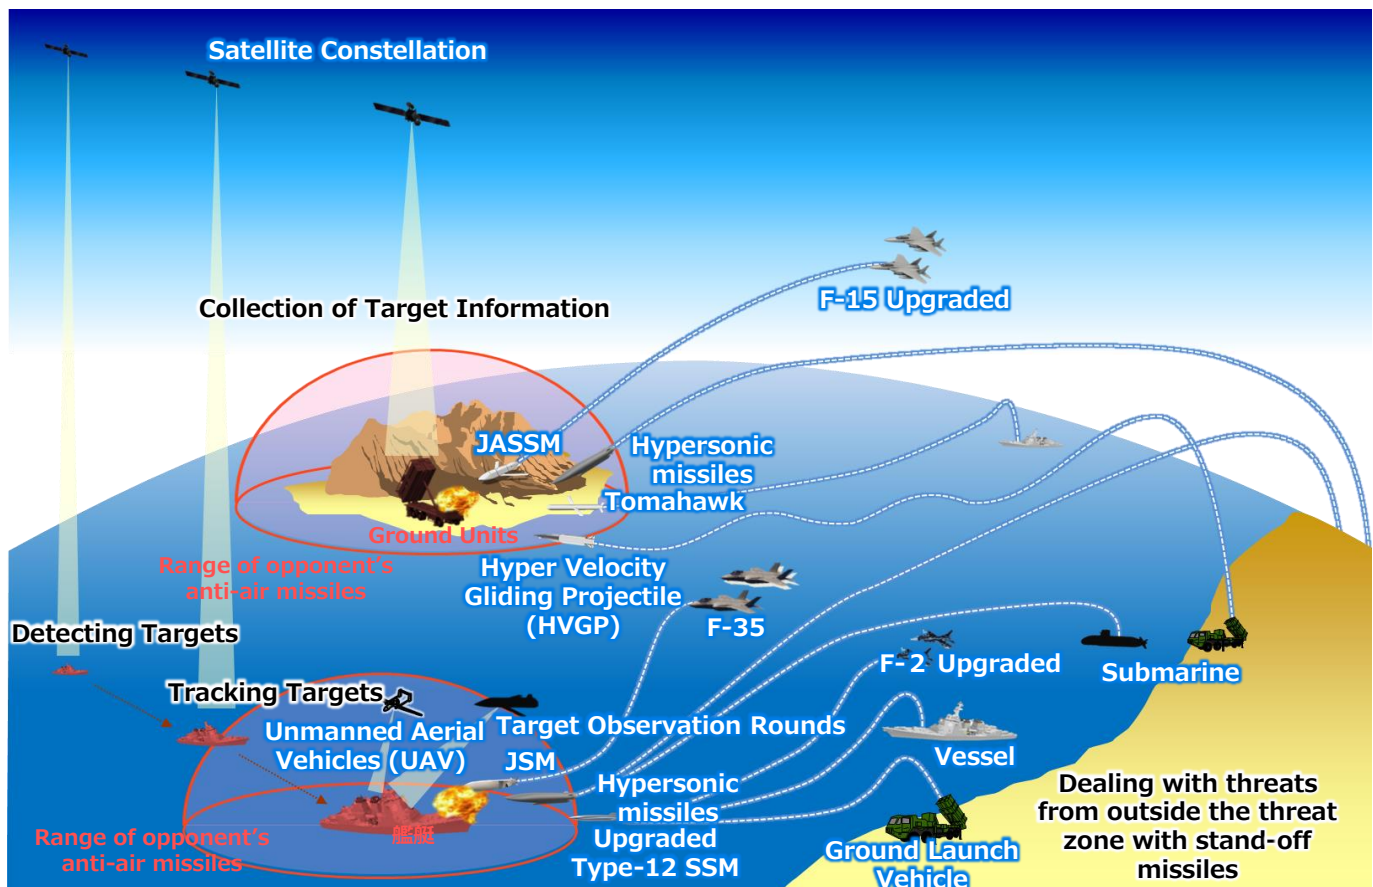 Satellite Constellation
Collection of Target Information
F-15 Upgraded
JASSM
Hypersonic
missiles
Tomahawk
Ground Units
Range of opponent's
anti-air missiles
Hyper Velocity
Gliding Projectile
(HVGP)
F-35
Detecting Targets
F-2 Upgraded
Submarine
Tracking Targets
Unmanned Aerial
Vehicles (UAV)
Target Observation Rounds
JSM
Vessel
Hypersonic
missiles
Upgraded
Type-12 SSM
艦艇
Range of opponent's
anti-air missiles
Ground Launch
Vehicle
Dealing with threats
from outside the threat
zone with stand-off
missiles